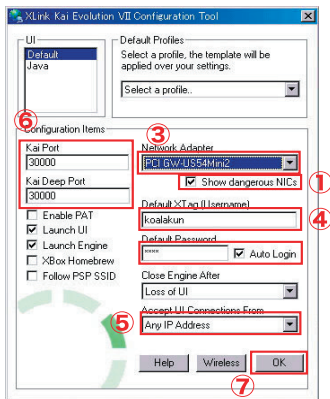 XLink Kai Evolution VII Configuration Tool
UI
Default
Java
Default Profiles
Select a profile, the template will be
applied over your settings.
Select a profile..
⑥
Configuration Items
Kai Port
30000
Kai Deep Port
30000
Enable PAT
Launch UI
Launch Engine
XBox Homebrew
Follow PSP SSID
③
Network Adapter
PCI GW-US54Mini2
Show dangerous NICs
①
Default XTag (Username)
koalakun
④
Default Password
****
Auto Login
Close Engine After
Loss of UI
Accept UI Connections From
⑤
Any IP Address
Help
Wireless
OK
⑦